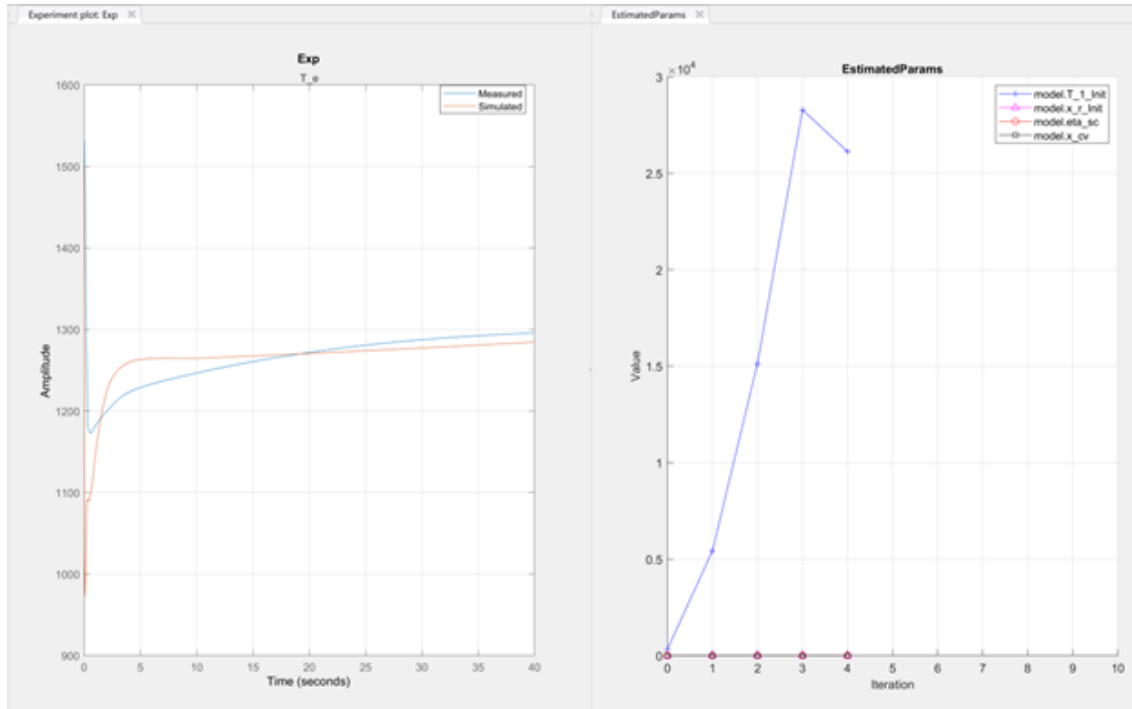 Experiment plot: Exp
EstimatedParams
Exp
T_e
1600
1500
1400
1300
1200
1100
1000
900
Amplitude
0 5 10 15 20 25 30 35 40
Time (seconds)
Measured
Simulated
EstimatedParams
×10⁴
3
2.5
2
1.5
1
0.5
0
Value
0 1 2 3 4 5 6 7 8 9 10
Iteration
model.T_1_Init
model.x_r_Init
model.eta_sc
model.x_cv